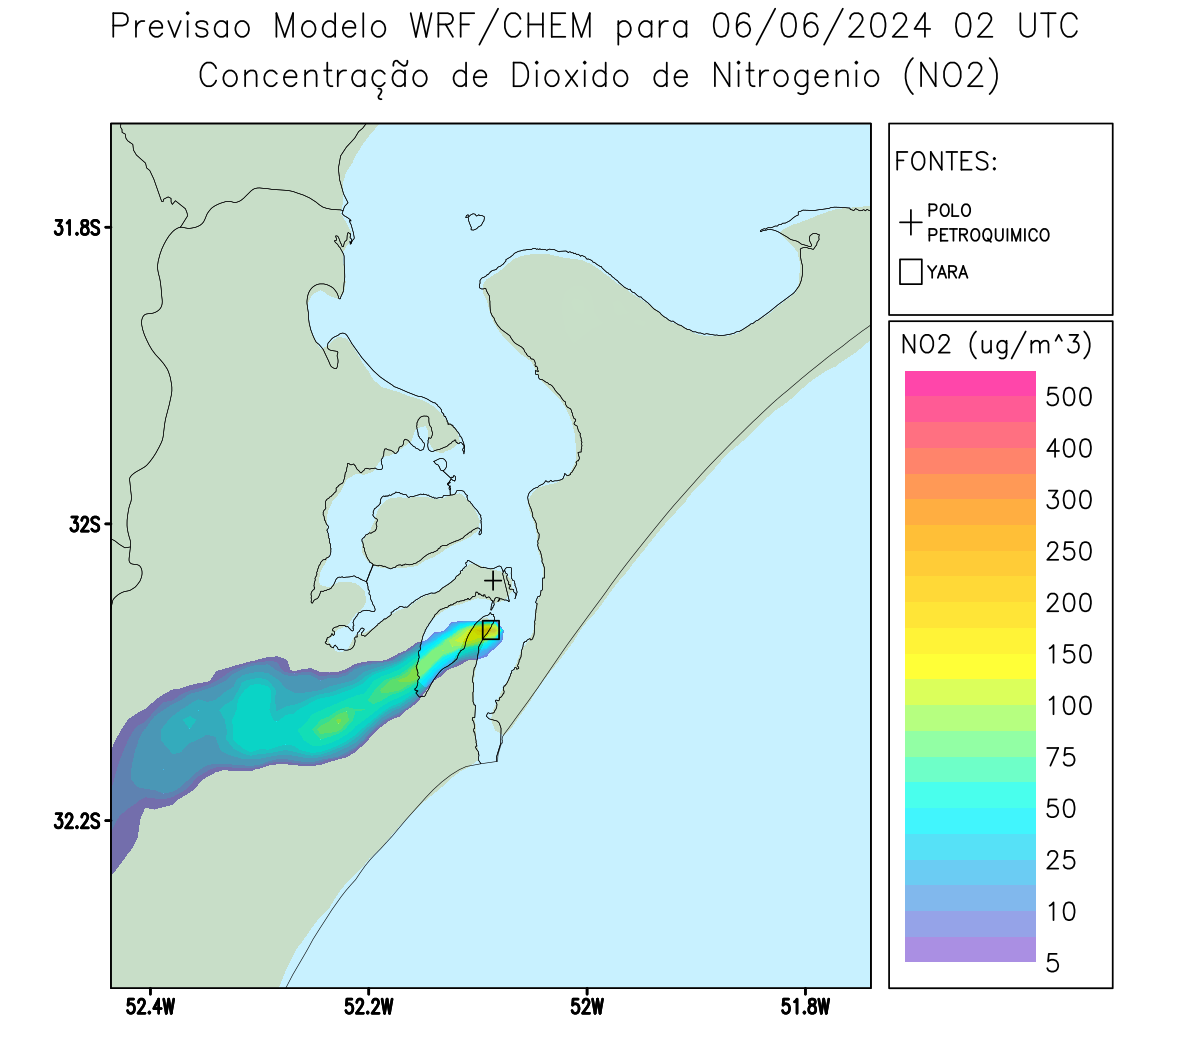 Previsao Modelo WRF/CHEM para 06/06/2024 02 UTC
Concentração de Dioxido de Nitrogenio (NO2)
FONTES:
POLO
PETROQUIMICO
YARA
NO2 (ug/m^3)
500
400
300
250
200
150
100
75
50
25
10
5
31.8S
32S
32.2S
52.4W
52.2W
52W
51.8W